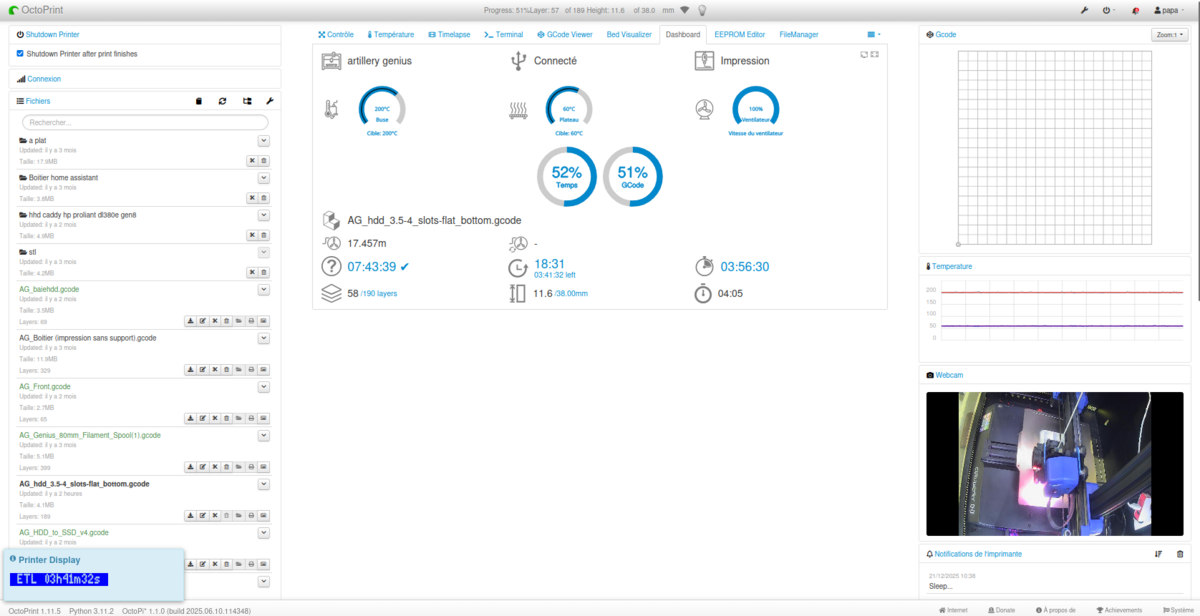 OctoPrint
Progress: 51%Layer: 57 of 189 Height: 11.6 of 38.0 mm
papa
Shutdown Printer
Shutdown Printer after print finishes
Connexion
Fichiers
Rechercher...
a plat
Updated: il y a 3 mois
Taille: 17.9MB
Boitier home assistant
Updated: il y a 3 mois
Taille: 3.8MB
hhd caddy hp proliant dl380e gen8
Updated: il y a 2 mois
Taille: 4.9MB
stl
Updated: il y a 3 mois
Taille: 4.2MB
AG_baiehdd.gcode
Updated: il y a 2 mois
Taille: 3.5MB
Layers: 69
AG_Boitier (impression sans support).gcode
Updated: il y a 3 mois
Taille: 11.9MB
Layers: 329
AG_Front.gcode
Updated: il y a 2 mois
Taille: 2.7MB
Layers: 65
AG_Genius_80mm_Filament_Spool(1).gcode
Updated: il y a 3 mois
Taille: 5.1MB
Layers: 399
AG_hdd_3.5-4_slots-flat_bottom.gcode
Updated: il y a 2 heures
Taille: 4.1MB
Layers: 189
AG_HDD_to_SSD_v4.gcode
Printer Display
ETL 03h41m32s
Contrôle
Température
Timelapse
Terminal
GCode Viewer
Bed Visualizer
Dashboard
EEPROM Editor
FileManager
artillery genius
Connecté
Impression
200°C
Buse
Cible: 200°C
60°C
Plateau
Cible: 60°C
100%
Ventilateur
Vitesse du ventilateur
52%
Temps
51%
GCode
AG_hdd_3.5-4_slots-flat_bottom.gcode
17.457m
-
07:43:39 ✔
18:31
03:41:32 left
03:56:30
58 /190 layers
11.6 /38.00mm
04:05
Gcode
Zoom:1
Temperature
200
150
100
50
0
Webcam
Notifications de l'imprimante
21/12/2025 10:38
Sleep...
OctoPrint 1.11.5 Python 3.11.2 OctoPi* 1.1.0 (build 2025.06.10.114348)
Internet
Donate
À propos de
Achievements
Système